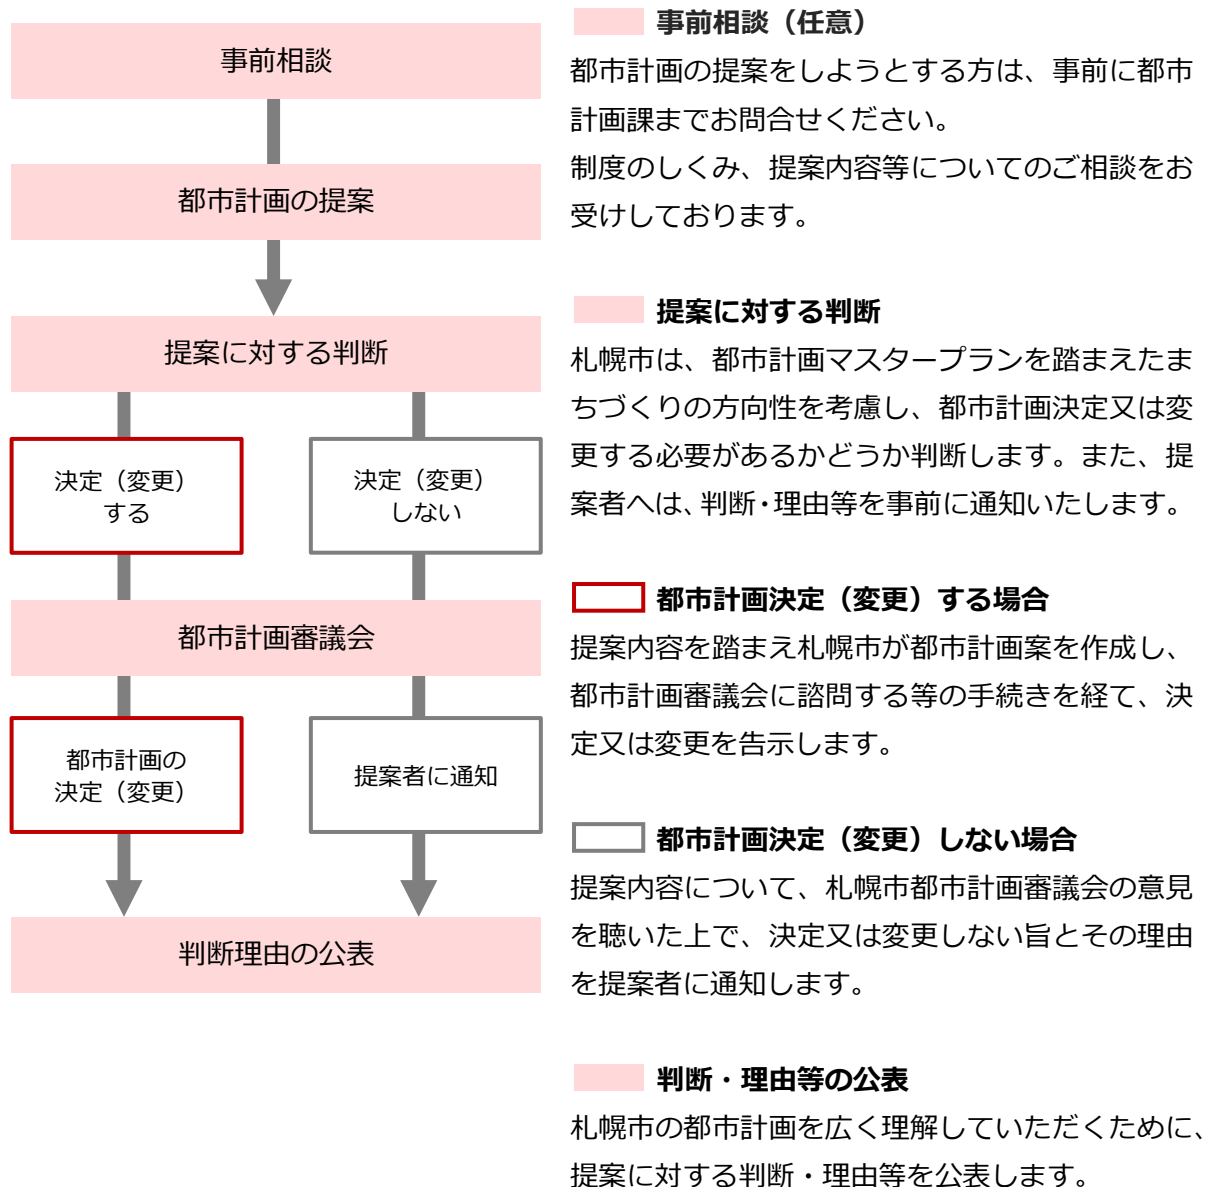 事前相談
都市計画の提案
提案に対する判断
決定（変更）
する
決定（変更）
しない
都市計画審議会
都市計画の
決定（変更）
提案者に通知
判断理由の公表
事前相談（任意）
都市計画の提案をしようとする方は、事前に都市
計画課までお問合せください。
制度のしくみ、提案内容等についてのご相談をお
受けしております。
提案に対する判断
札幌市は、都市計画マスタープランを踏まえたま
ちづくりの方向性を考慮し、都市計画決定又は変
更する必要があるかどうか判断します。また、提
案者へは、判断・理由等を事前に通知いたします。
都市計画決定（変更）する場合
提案内容を踏まえ札幌市が都市計画案を作成し、
都市計画審議会に諮問する等の手続きを経て、決
定又は変更を告示します。
都市計画決定（変更）しない場合
提案内容について、札幌市都市計画審議会の意見
を聴いた上で、決定又は変更しない旨とその理由
を提案者に通知します。
判断・理由等の公表
札幌市の都市計画を広く理解していただくために、
提案に対する判断・理由等を公表します。